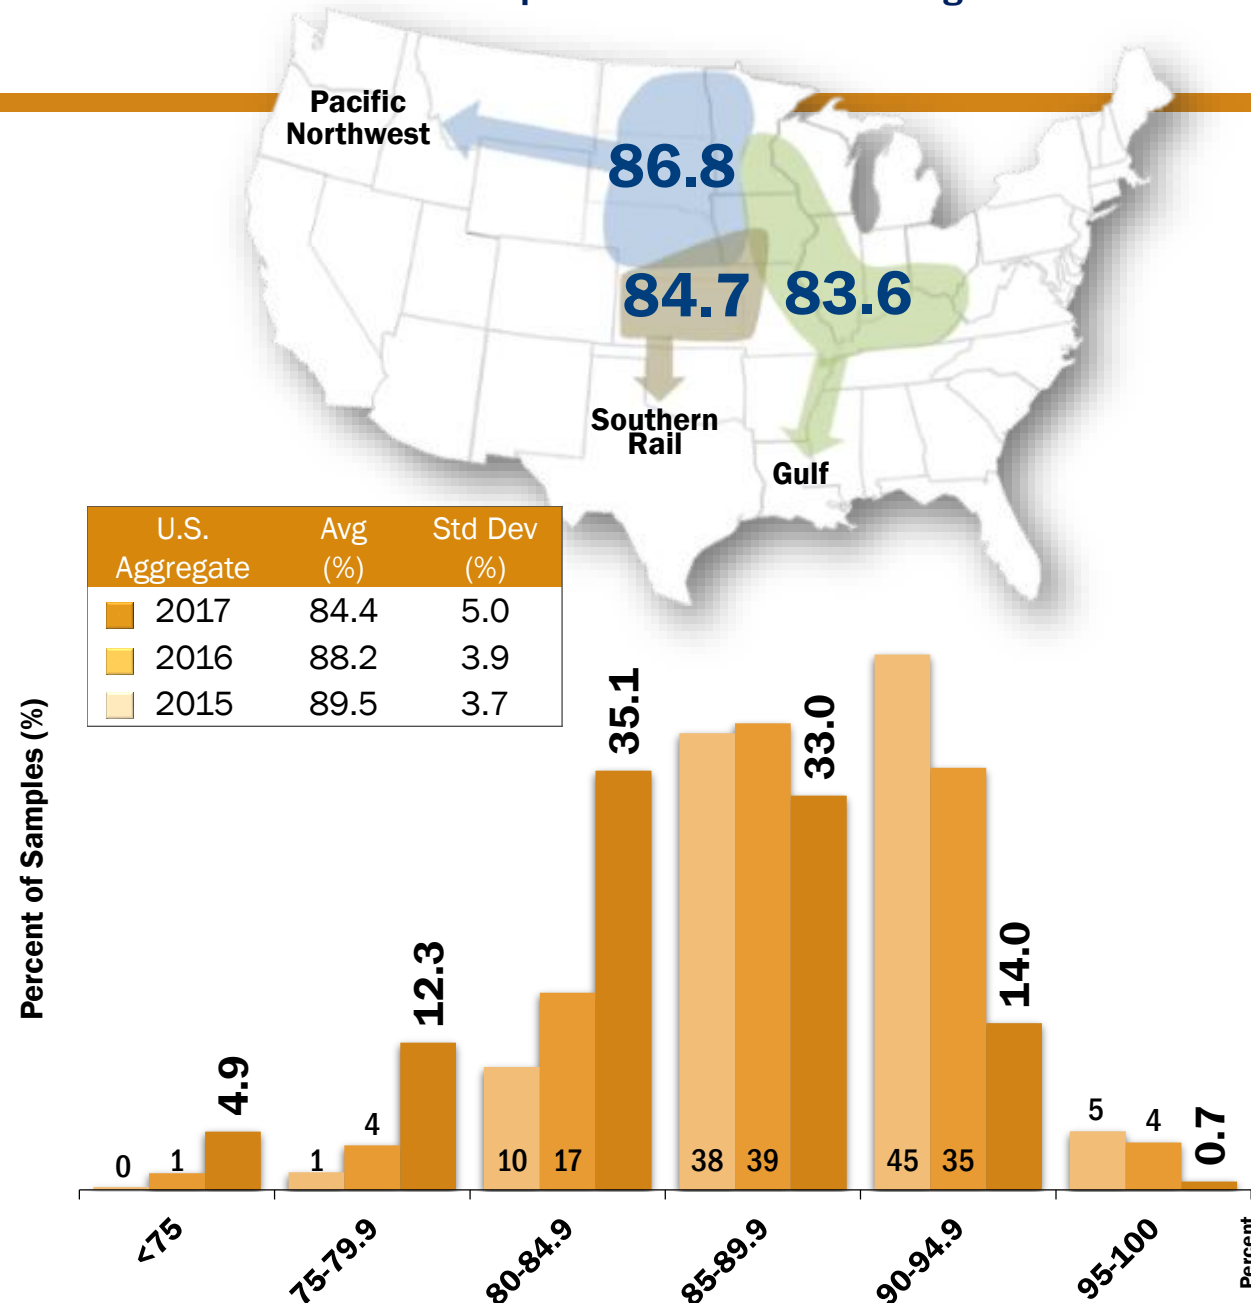 Pacific
Northwest
86.8
84.7
83.6
Southern
Rail
Gulf
U.S. Aggregate Avg (%) Std Dev (%)
2017 84.4 5.0
2016 88.2 3.9
2015 89.5 3.7
Percent of Samples (%)
0 1 4.9
1 4 12.3
10 17 35.1
38 39 33.0
45 35 14.0
5 4 0.7
<75
75-79.9
80-84.9
85-89.9
90-94.9
95-100
Percent